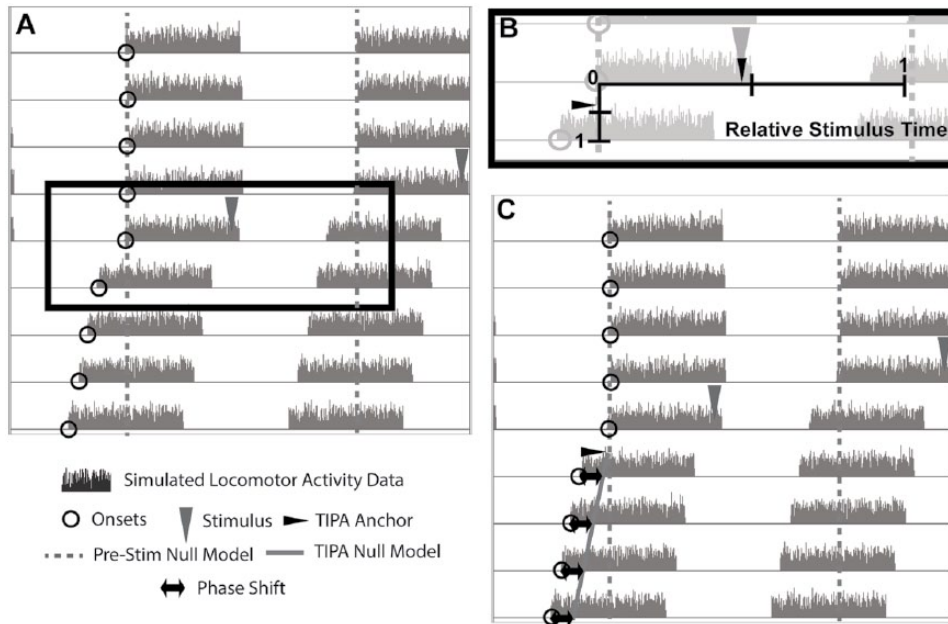 A
B
0
1
1
Relative Stimulus Time
C
Simulated Locomotor Activity Data
Onsets
Stimulus
TIPA Anchor
Pre-Stim Null Model
TIPA Null Model
Phase Shift